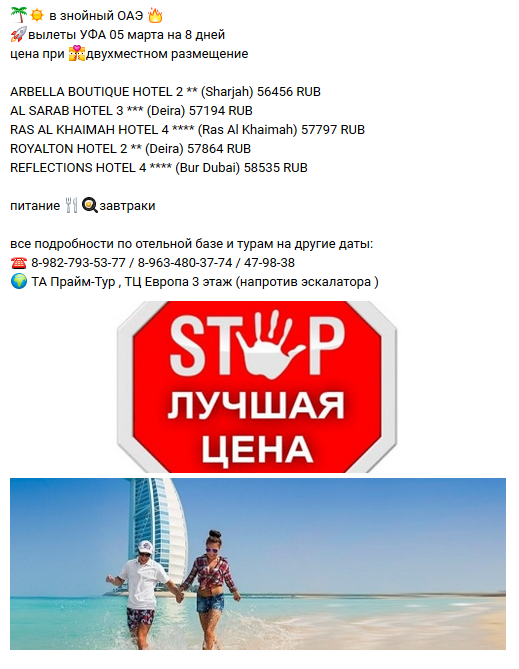 🌴☀️ в знойный ОАЭ 🔥
🚀вылеты УФА 05 марта на 8 дней
цена при 💑двухместном размещение
ARBELLA BOUTIQUE HOTEL 2 ** (Sharjah) 56456 RUB
AL SARAB HOTEL 3 *** (Deira) 57194 RUB
RAS AL KHAIMAH HOTEL 4 **** (Ras Al Khaimah) 57797 RUB
ROYALTON HOTEL 2 ** (Deira) 57864 RUB
REFLECTIONS HOTEL 4 **** (Bur Dubai) 58535 RUB
питание 🍴🍳завтраки
все подробности по отельной базе и турам на другие даты:
☎️ 8-982-793-53-77 / 8-963-480-37-74 / 47-98-38
🌍 ТА Прайм-Тур , ТЦ Европа 3 этаж (напротив эскалатора )
STOP
ЛУЧШАЯ
ЦЕНА